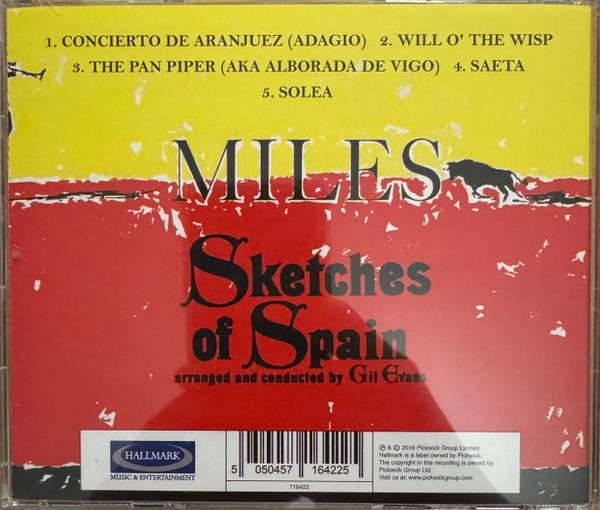 1. CONCIERTO DE ARANJUEZ (ADAGIO) 2. WILL O' THE WISP
3. THE PAN PIPER (AKA ALBORADA DE VIGO) 4. SAETA
5. SOLEA
MILES
Sketches
of Spain
arranged and conducted by Gil Evans
HALLMARK
MUSIC & ENTERTAINMENT
5 050457 164225
716422
℗ & © 2016 Pickwick Group Limited.
Hallmark is a label owned by Pickwick.
The copyright in this recording is owned by
Pickwick Group Ltd.
Visit us at: www.pickwickgroup.com